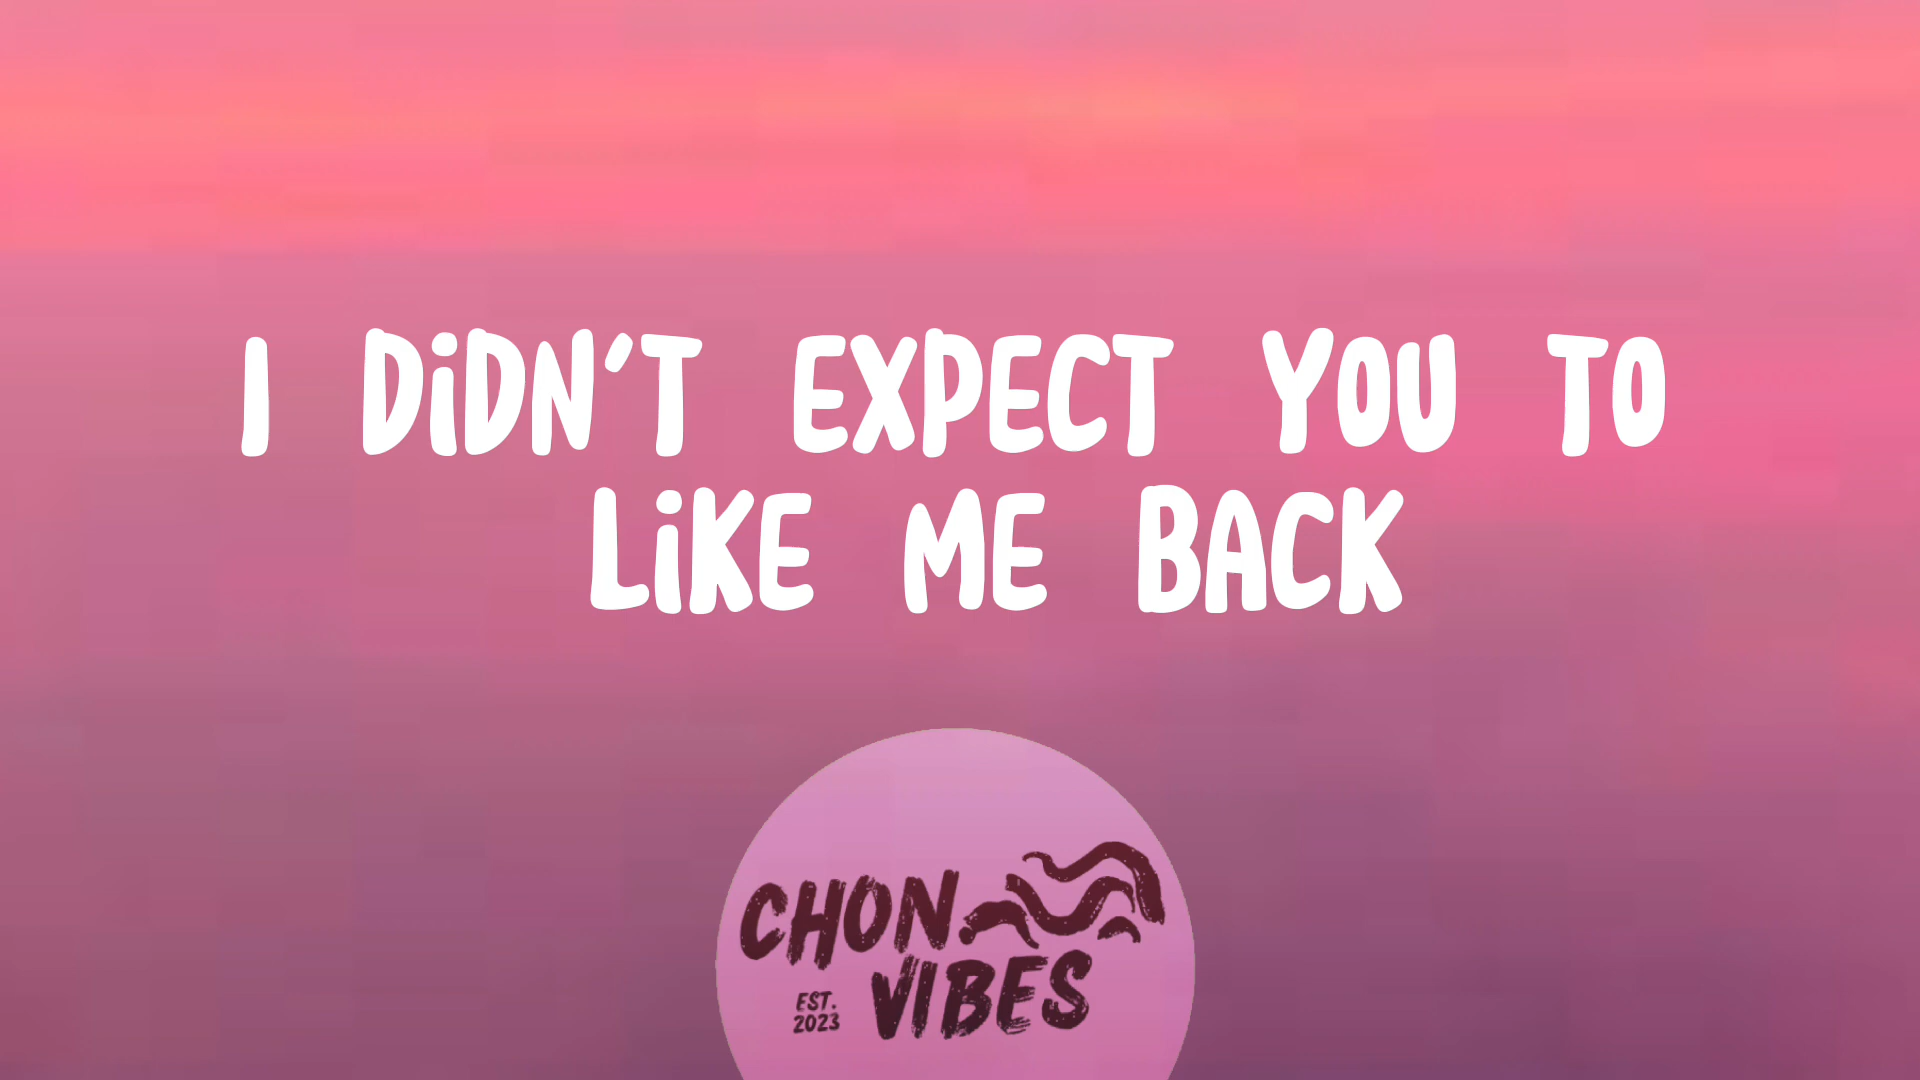 I DIDN'T EXPECT YOU TO
LIKE ME BACK
CHON
VIBES
EST.
2023